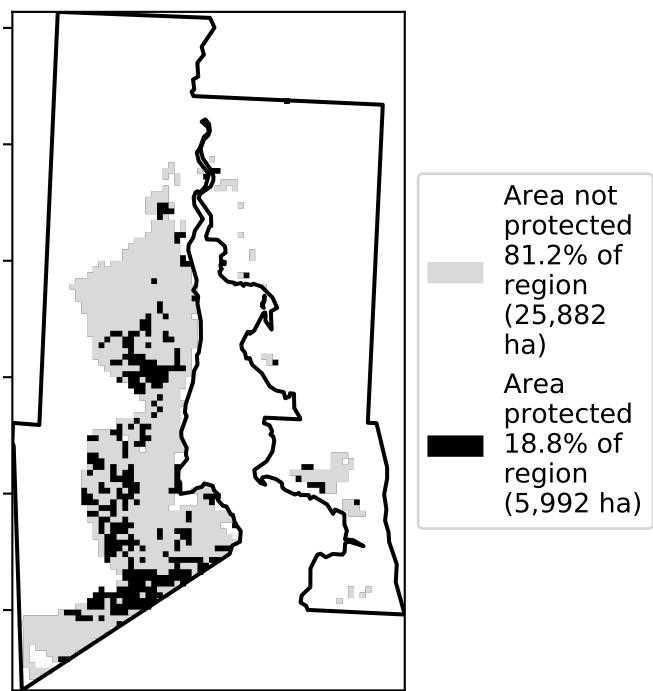 Area not
protected
81.2% of
region
(25,882
ha)
Area
protected
18.8% of
region
(5,992 ha)